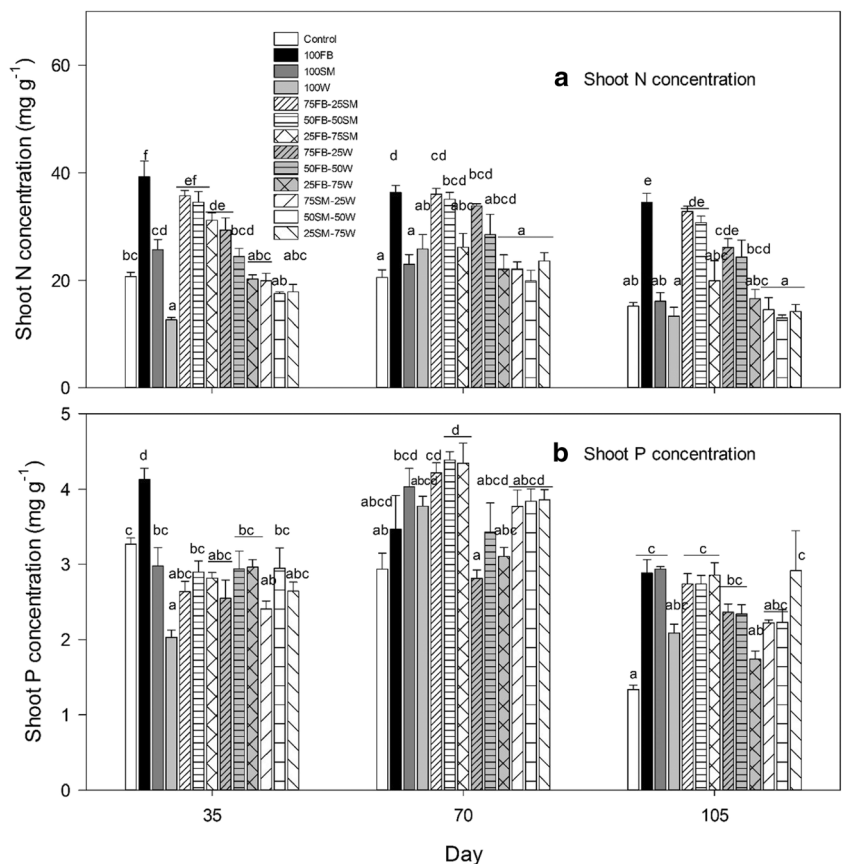 60
40
20
0
Shoot N concentration (mg g⁻¹)
Control
100FB
100SM
100W
75FB-25SM
50FB-50SM
25FB-75SM
75FB-25W
50FB-50W
25FB-75W
75SM-25W
50SM-50W
25SM-75W
a Shoot N concentration
bc f cd a ef de bcd abc ab abc
a d a ab cd bcd abc bcd abcd a
ab e ab a de abc cde bcd abc a
5
4
3
2
1
0
Shoot P concentration (mg g⁻¹)
b Shoot P concentration
c d bc a abc bc abc bc ab bc abc
ab abcd bcd abcd cd d a abcd abc abcd
a c abc c bc ab abc c
35 70 105
Day